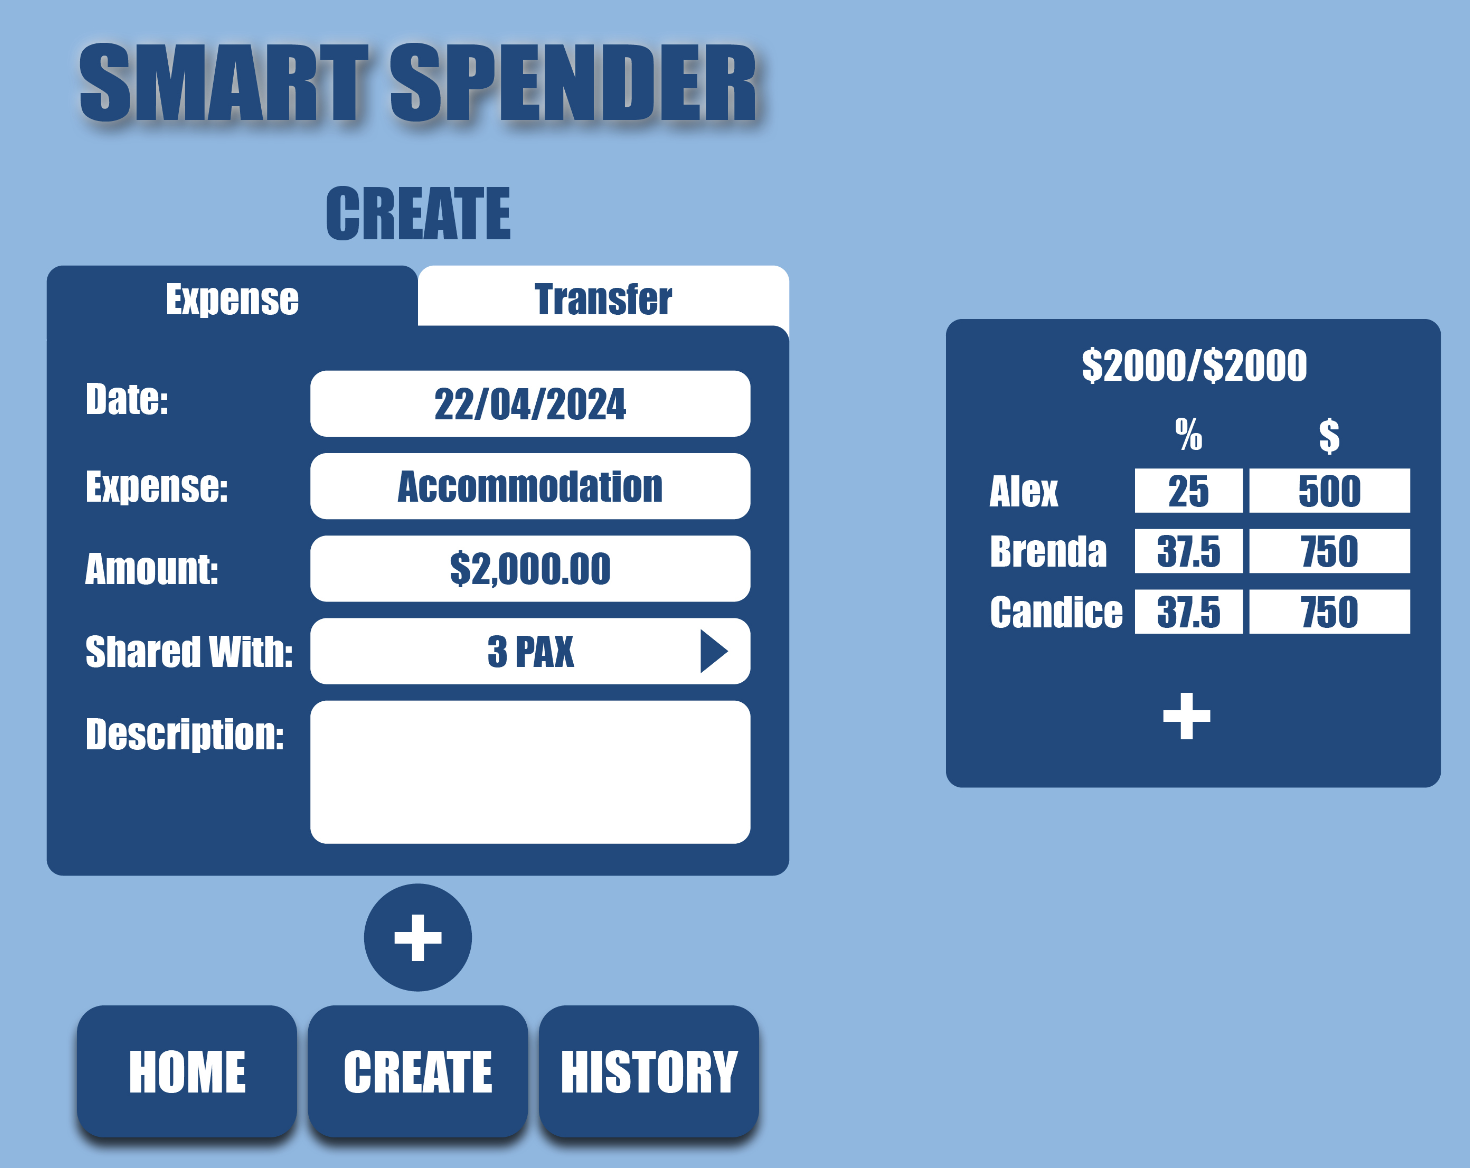 SMART SPENDER
CREATE
Expense Transfer
Date: 22/04/2024
Expense: Accommodation
Amount: $2,000.00
Shared With: 3 PAX
Description:
+
HOME CREATE HISTORY
$2000/$2000
% $
Alex 25 500
Brenda 37.5 750
Candice 37.5 750
+